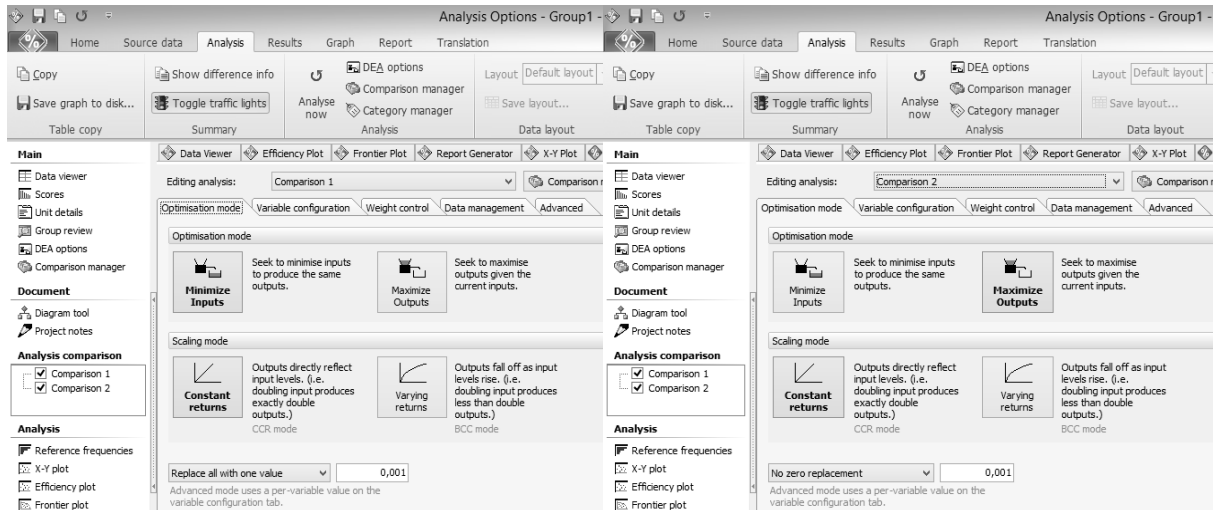 Analysis Options - Group1 -
Home Source data Analysis Results Graph Report Translation
Copy
Save graph to disk...
Table copy
Show difference info
Toggle traffic lights
Summary
Analyse now
DEA options
Comparison manager
Category manager
Analysis
Layout Default layout
Save layout...
Data layout
Main
Data viewer
Scores
Unit details
Group review
DEA options
Comparison manager
Document
Diagram tool
Project notes
Analysis comparison
Comparison 1
Comparison 2
Analysis
Reference frequencies
X-Y plot
Efficiency plot
Frontier plot
Data Viewer Efficiency Plot Frontier Plot Report Generator X-Y Plot
Editing analysis: Comparison 1 Comparison
Optimisation mode Variable configuration Weight control Data management Advanced
Optimisation mode
Minimize
Inputs
Seek to minimise inputs
to produce the same
outputs.
Maximize
Outputs
Seek to maximise
outputs given the
current inputs.
Scaling mode
Constant
returns
Outputs directly reflect
input levels. (i.e.
doubling input produces
exactly double
outputs.)
CCR mode
Varying
returns
Outputs fall off as input
levels rise. (i.e.
doubling input produces
less than double
outputs.)
BCC mode
Replace all with one value 0,001
Advanced mode uses a per-variable value on the
variable configuration tab.
Analysis Options - Group1 -
Home Source data Analysis Results Graph Report Translation
Copy
Save graph to disk...
Table copy
Show difference info
Toggle traffic lights
Summary
Analyse now
DEA options
Comparison manager
Category manager
Analysis
Layout Default layout
Save layout...
Data layout
Main
Data viewer
Scores
Unit details
Group review
DEA options
Comparison manager
Document
Diagram tool
Project notes
Analysis comparison
Comparison 1
Comparison 2
Analysis
Reference frequencies
X-Y plot
Efficiency plot
Frontier plot
Data Viewer Efficiency Plot Frontier Plot Report Generator X-Y Plot
Editing analysis: Comparison 2 Comparison
Optimisation mode Variable configuration Weight control Data management Advanced
Optimisation mode
Minimize
Inputs
Seek to minimise inputs
to produce the same
outputs.
Maximize
Outputs
Seek to maximise
outputs given the
current inputs.
Scaling mode
Constant
returns
Outputs directly reflect
input levels. (i.e.
doubling input produces
exactly double
outputs.)
CCR mode
Varying
returns
Outputs fall off as input
levels rise. (i.e.
doubling input produces
less than double
outputs.)
BCC mode
No zero replacement 0,001
Advanced mode uses a per-variable value on the
variable configuration tab.